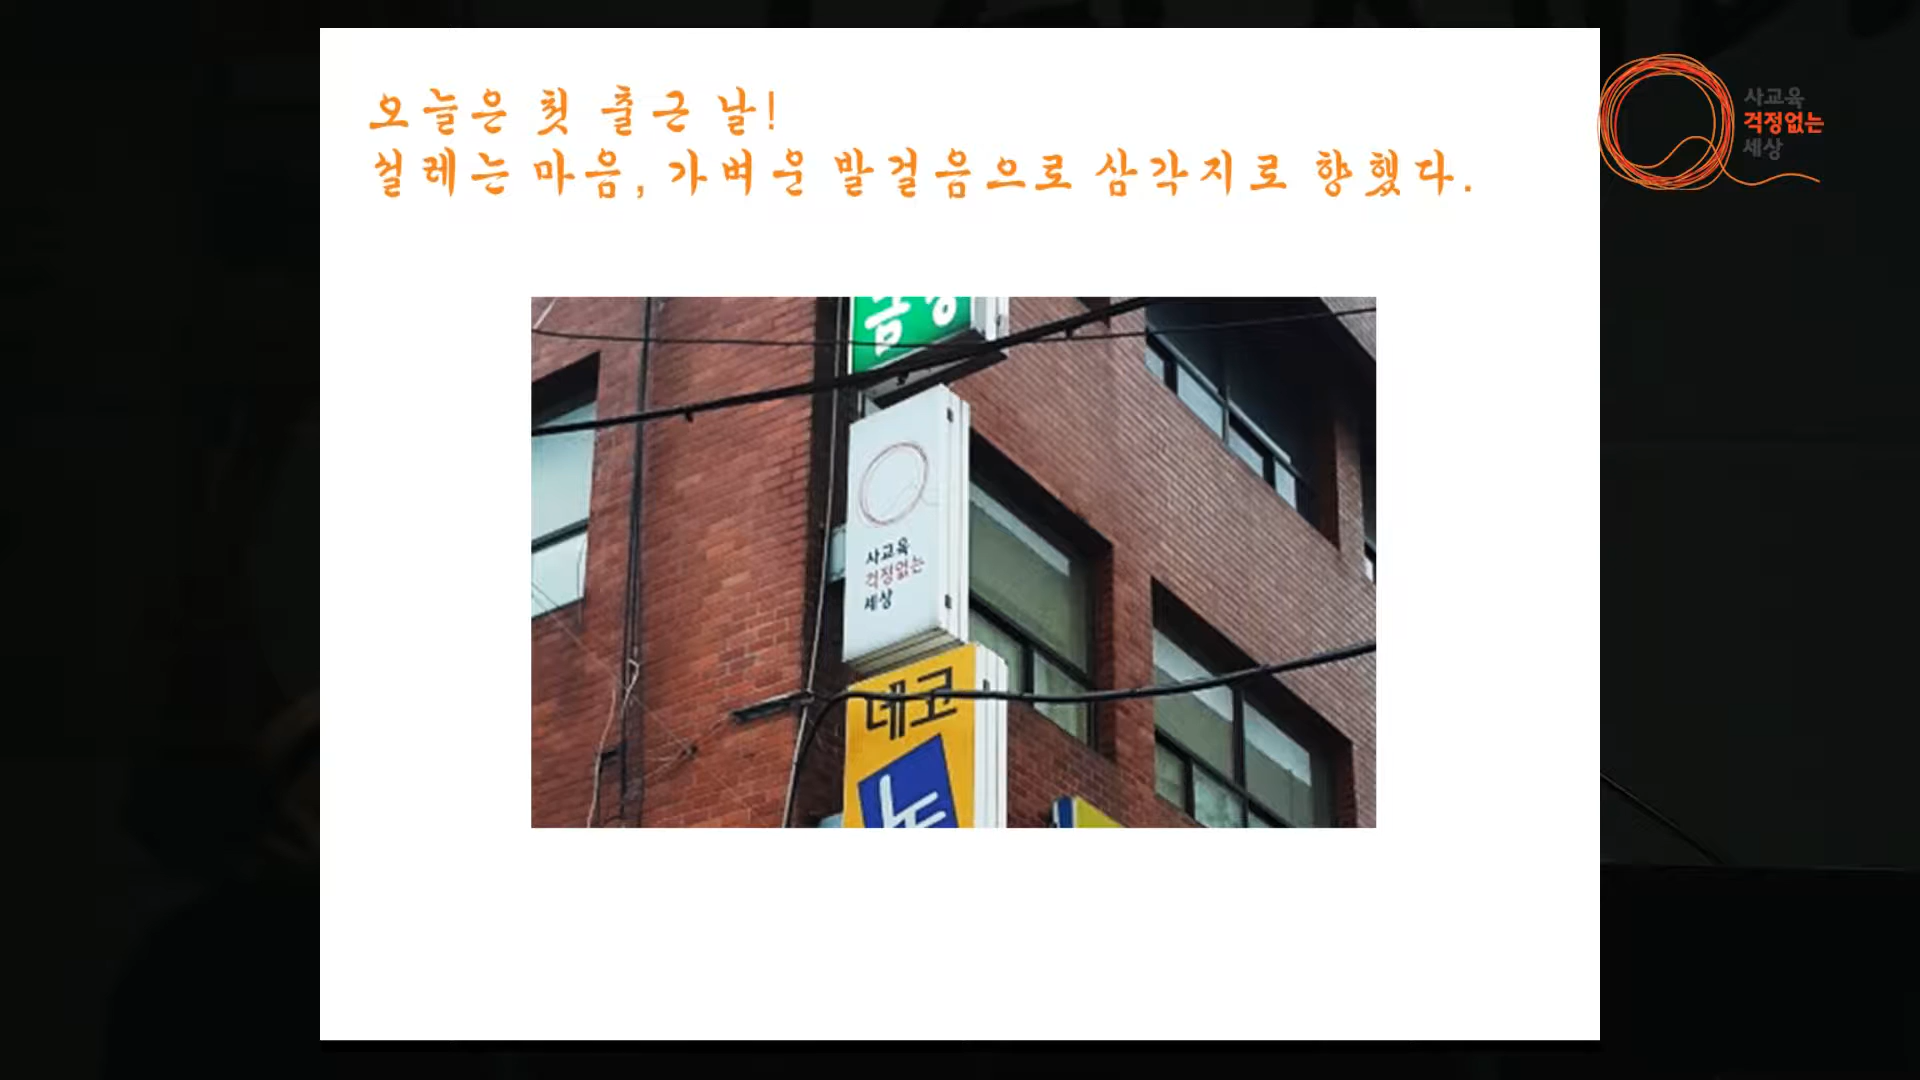 오늘은 첫 출근 날!
설레는 마음, 가벼운 발걸음으로 삼각지로 향했다.
사교육
걱정없는
세상
사교육
걱정없는
세상
데코